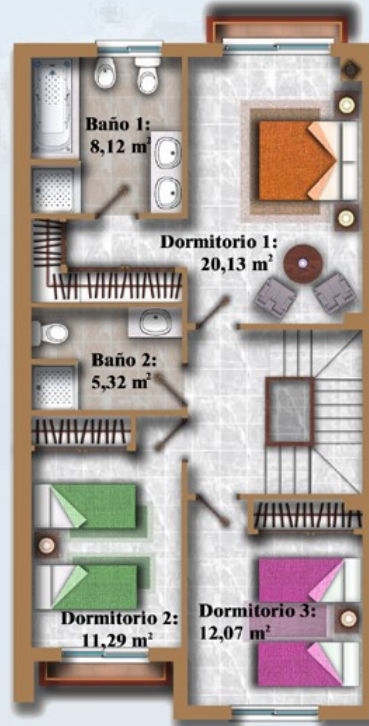 Baño 1:
8,12 m²
Dormitorio 1:
20,13 m²
Baño 2:
5,32 m²
Dormitorio 2:
11,29 m²
Dormitorio 3:
12,07 m²